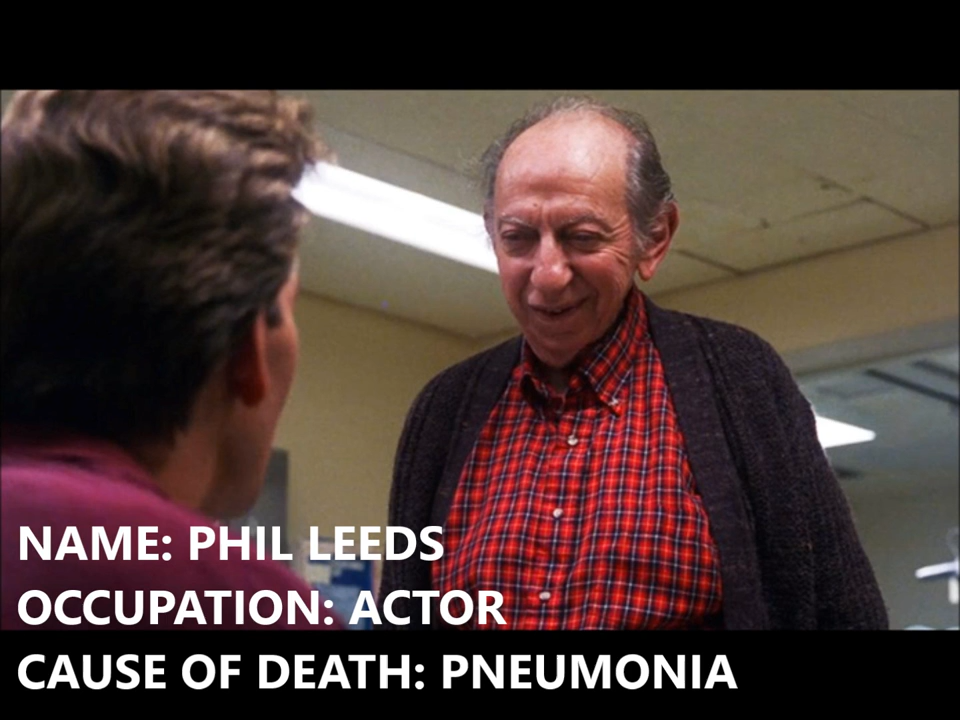 NAME: PHIL LEEDS
OCCUPATION: ACTOR
CAUSE OF DEATH: PNEUMONIA